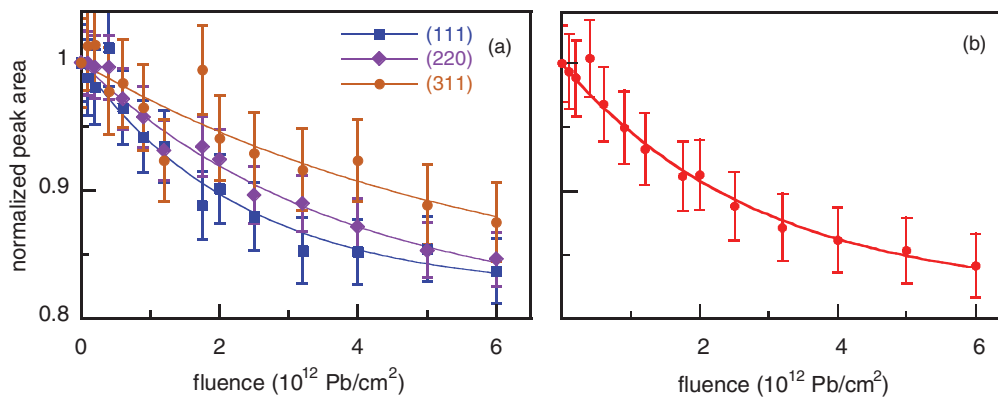 normalized peak area
1
0.9
0.8
(111)
(220)
(311)
(a)
0
2
4
6
fluence (10¹² Pb/cm²)
(b)
2
4
6
fluence (10¹² Pb/cm²)